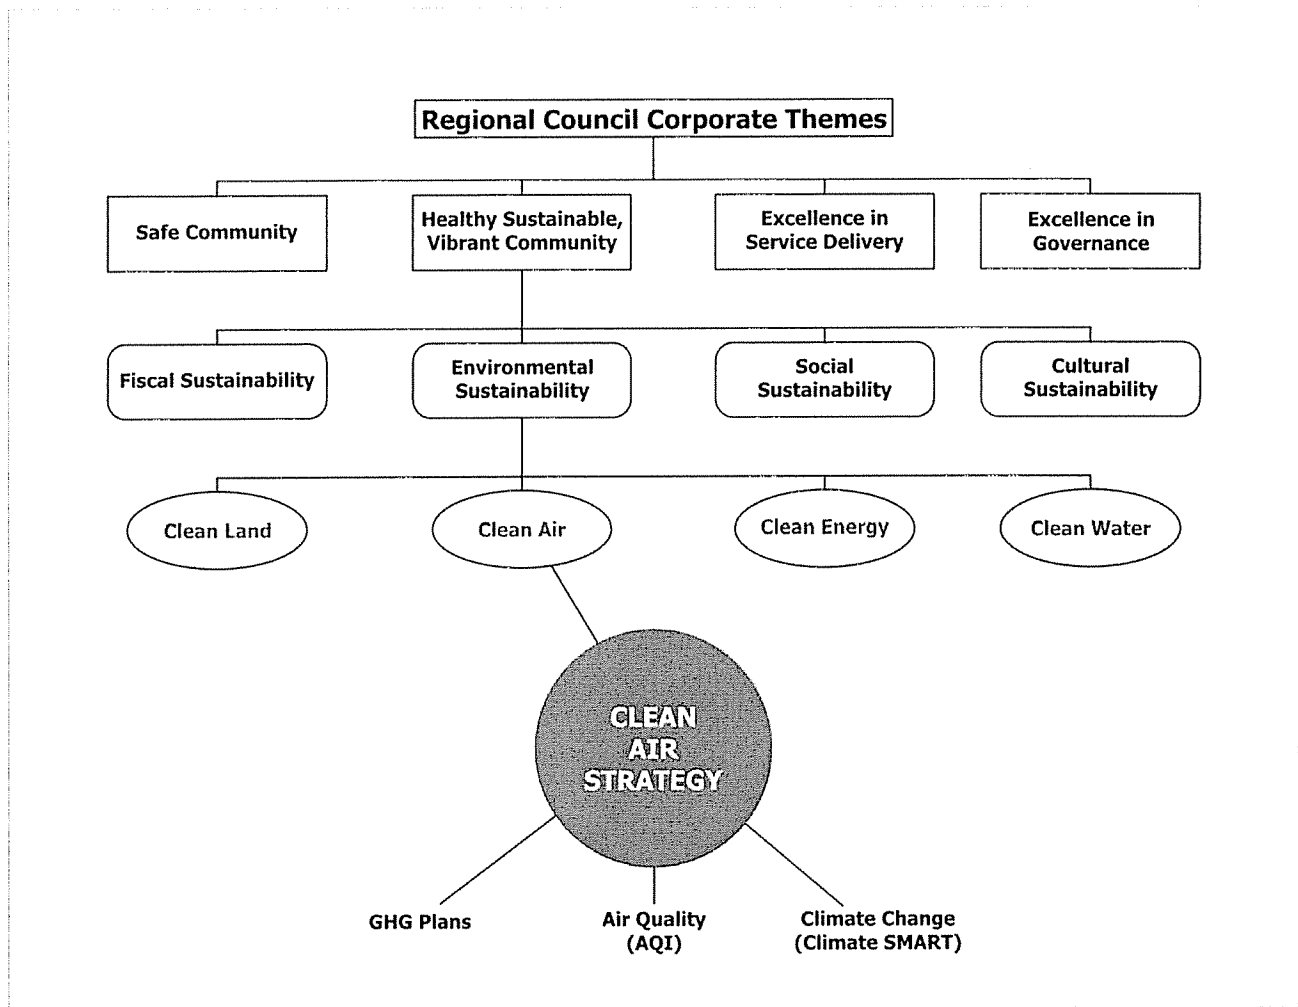 Regional Council Corporate Themes
Safe Community
Healthy Sustainable,
Vibrant Community
Excellence in
Service Delivery
Excellence in
Governance
Fiscal Sustainability
Environmental
Sustainability
Social
Sustainability
Cultural
Sustainability
Clean Land
Clean Air
Clean Energy
Clean Water
CLEAN
AIR
STRATEGY
GHG Plans
Air Quality
(AQI)
Climate Change
(Climate SMART)